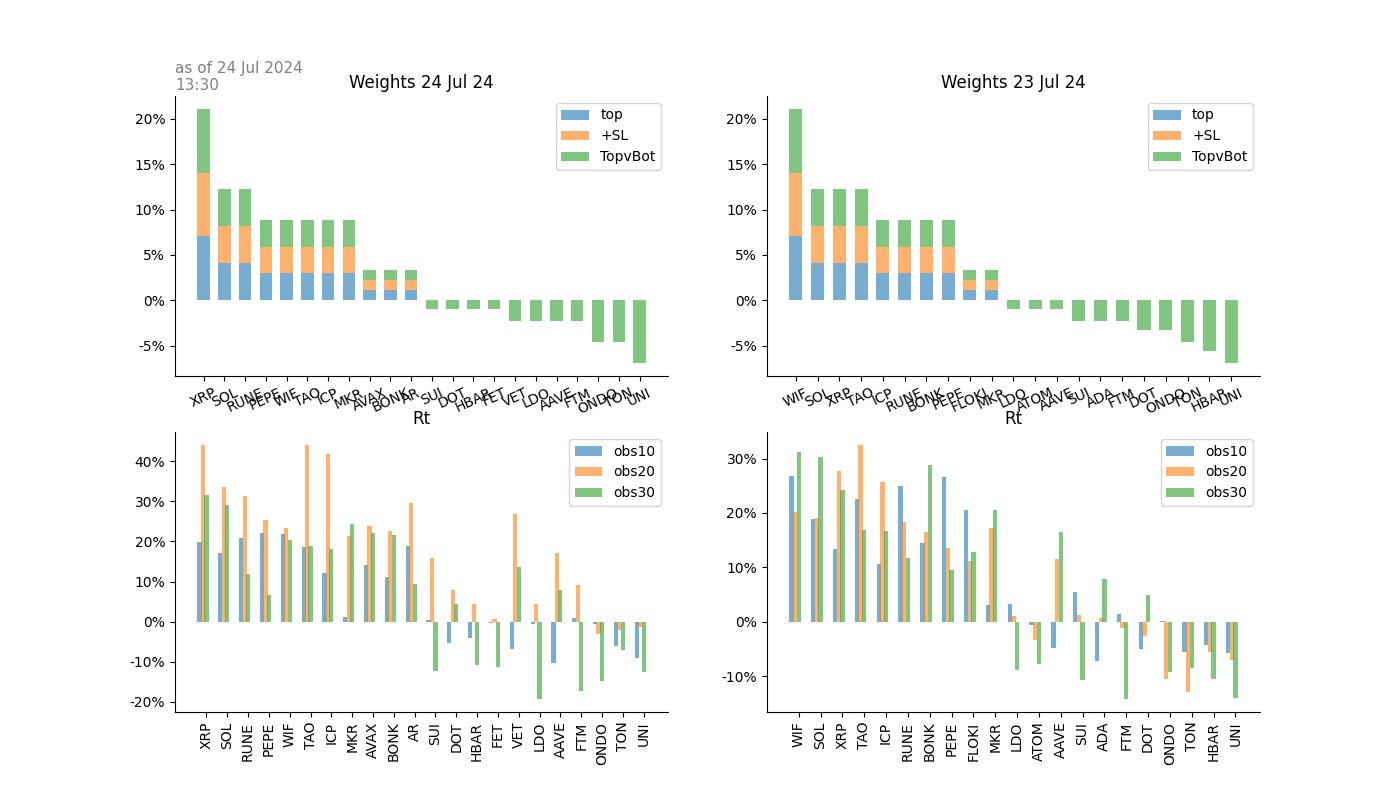 as of 24 Jul 2024
13:30
Weights 24 Jul 24
20%
15%
10%
5%
0%
-5%
top
+SL
TopvBot
XRP SOL RUNE PEPE WIF TAO ICP MKR AVAX BONK AR SUI DOT HBAR FET VET LDO AAVE FTM ONDO TON UNI
Weights 23 Jul 24
20%
15%
10%
5%
0%
-5%
top
+SL
TopvBot
WIF SOL XRP TAO ICP RUNE BONK PEPE FLOKI MKR LDO ATOM AAVE SUI ADA FTM DOT ONDO TON HBAR UNI
Rt
40%
30%
20%
10%
0%
-10%
-20%
obs10
obs20
obs30
XRP SOL RUNE PEPE WIF TAO ICP MKR AVAX BONK AR SUI DOT HBAR FET VET LDO AAVE FTM ONDO TON UNI
Rt
30%
20%
10%
0%
-10%
obs10
obs20
obs30
WIF SOL XRP TAO ICP RUNE BONK PEPE FLOKI MKR LDO ATOM AAVE SUI ADA FTM DOT ONDO TON HBAR UNI